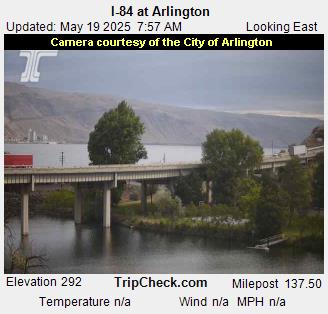 I-84 at Arlington
Updated: May 19 2025 7:57 AM Looking East
Camera courtesy of the City of Arlington
Elevation 292 TripCheck.com Milepost 137.50
Temperature n/a Wind n/a MPH n/a